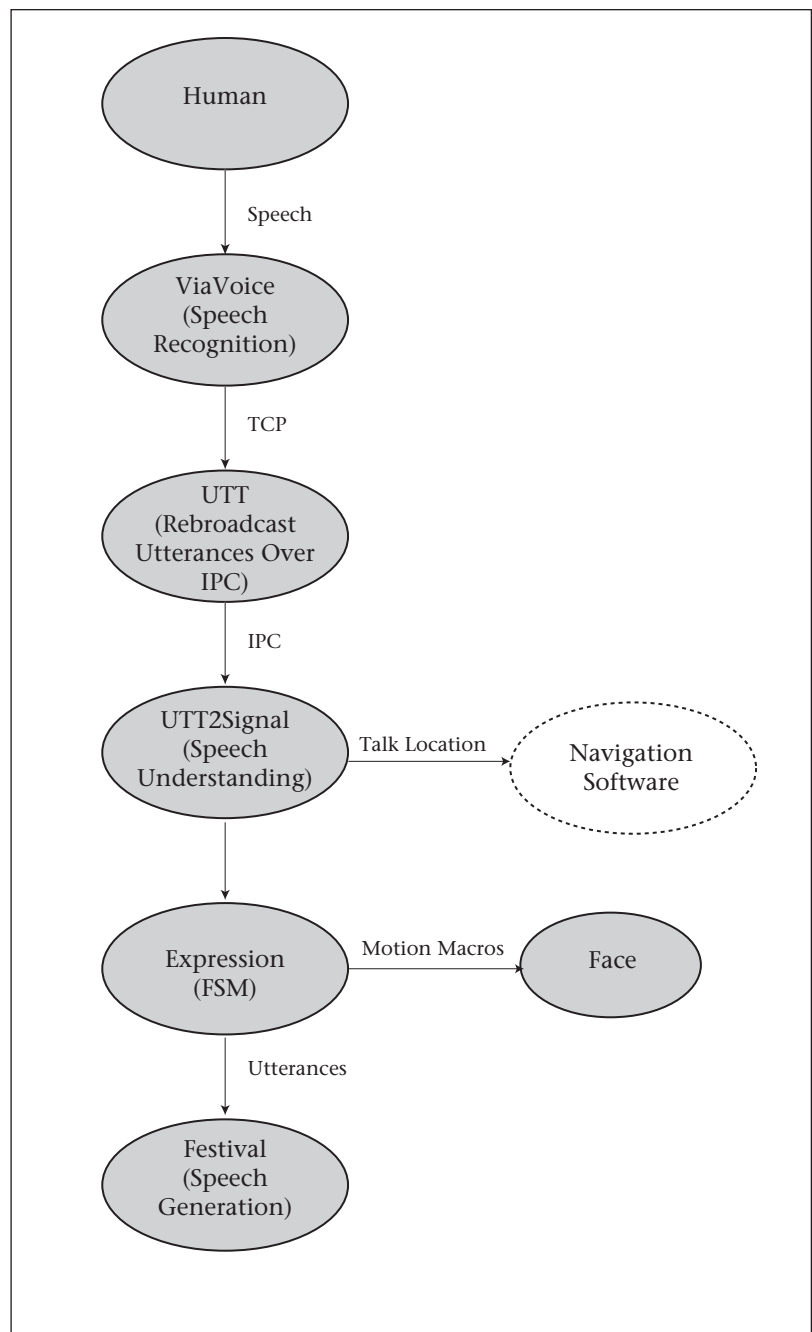 Human
Speech
ViaVoice
(Speech
Recognition)
TCP
UTT
(Rebroadcast
Utterances Over
IPC)
IPC
UTT2Signal
(Speech
Understanding)
Talk Location
Navigation
Software
Expression
(FSM)
Motion Macros
Face
Utterances
Festival
(Speech
Generation)